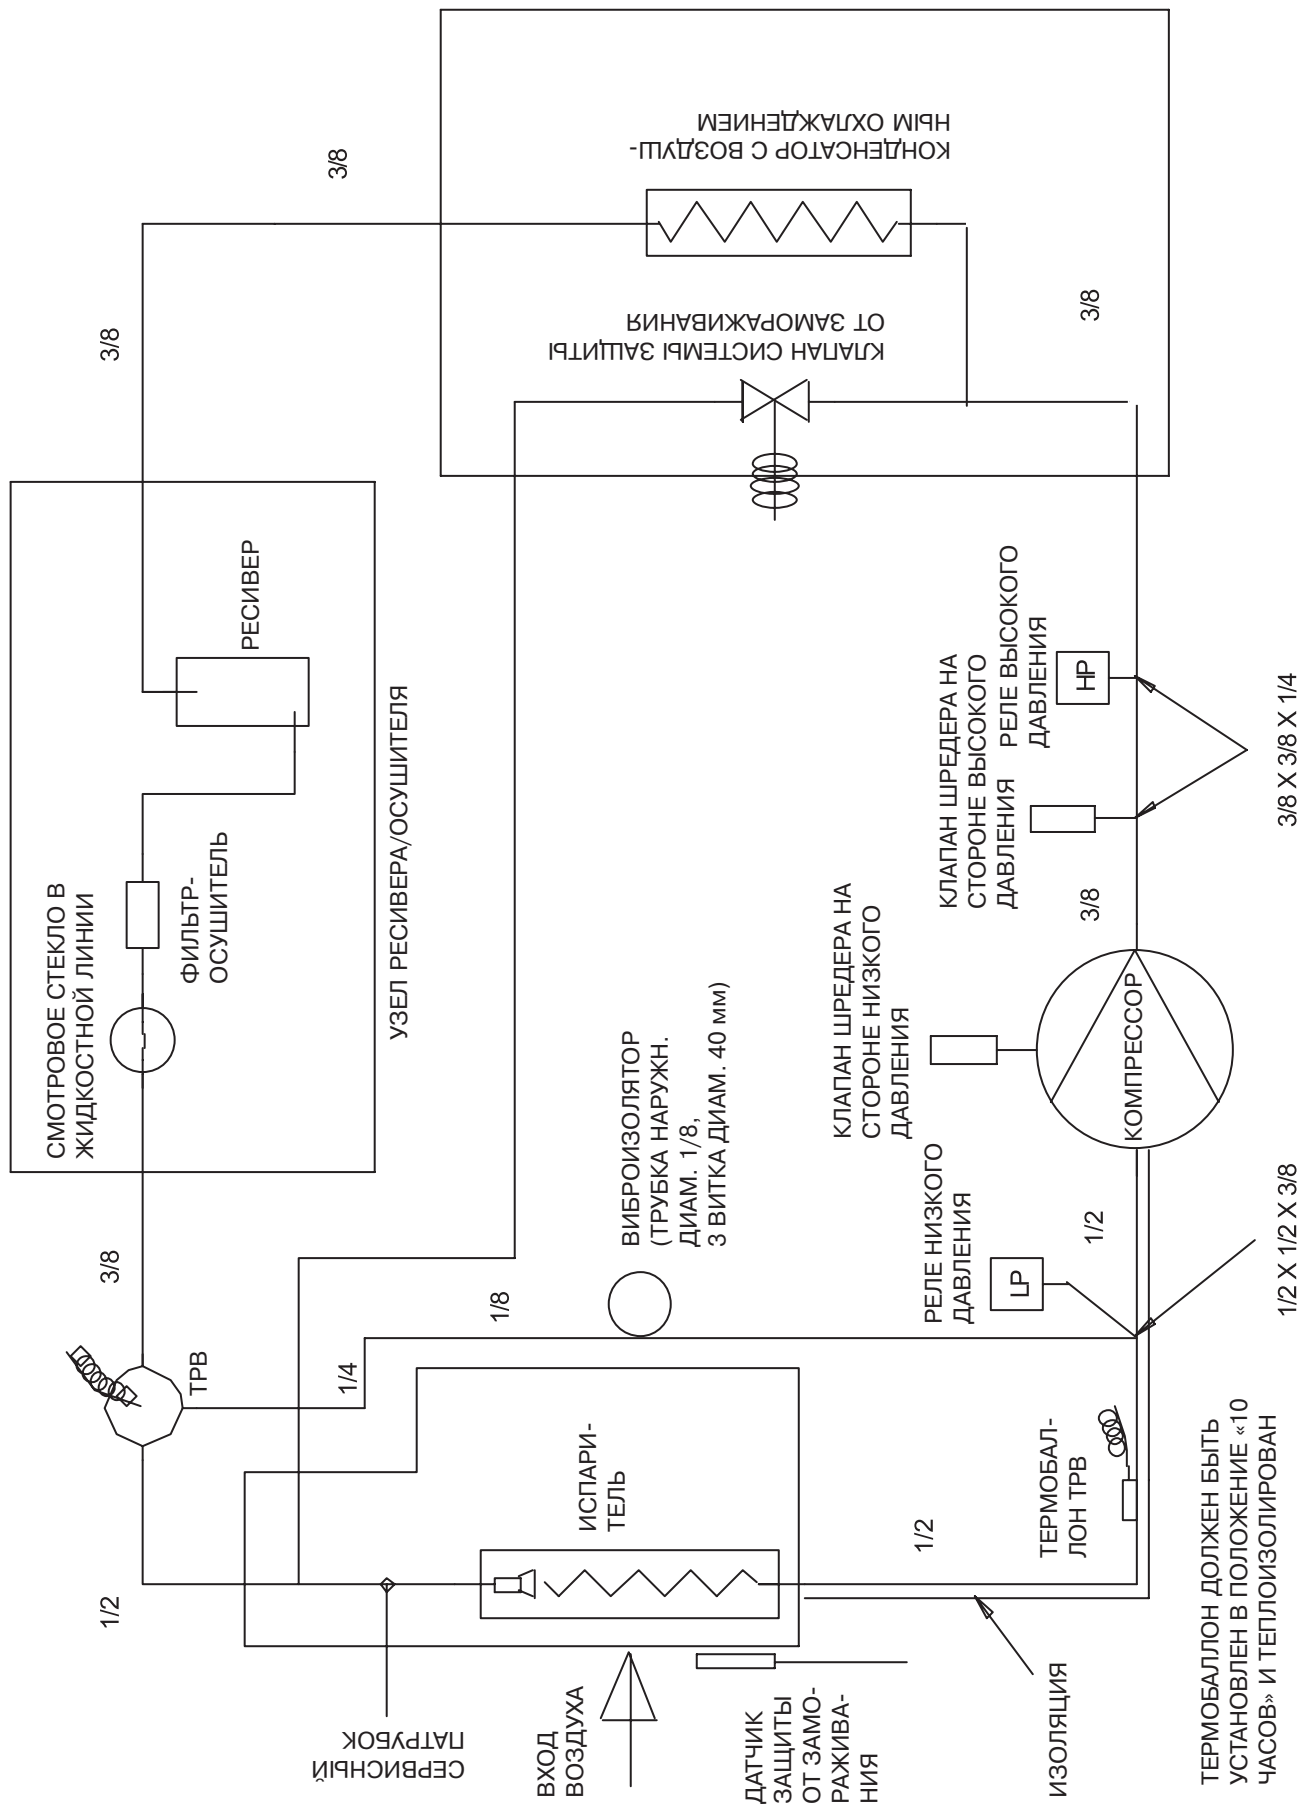 СМОТРОВОЕ СТЕКЛО В
ЖИДКОСТНОЙ ЛИНИИ
ФИЛЬТР-
ОСУШИТЕЛЬ
РЕСИВЕР
УЗЕЛ РЕСИВЕРА/ОСУШИТЕЛЯ
3/8
3/8
3/8
КОНДЕНСАТОР С ВОЗДУШ-
НЫМ ОХЛАЖДЕНИЕМ
КЛАПАН СИСТЕМЫ ЗАЩИТЫ
ОТ ЗАМОРАЖИВАНИЯ
3/8
1/2
ТРВ
1/4
1/8
ВИБРОИЗОЛЯТОР
(ТРУБКА НАРУЖН.
ДИАМ. 1/8,
3 ВИТКА ДИАМ. 40 мм)
СЕРВИСНЫЙ
ПАТРУБОК
ВХОД
ВОЗДУХА
ИСПАРИ-
ТЕЛЬ
ДАТЧИК
ЗАЩИТЫ
ОТ ЗАМО-
РАЖИВА-
НИЯ
1/2
ИЗОЛЯЦИЯ
ТЕРМОБАЛ-
ЛОН ТРВ
РЕЛЕ НИЗКОГО
ДАВЛЕНИЯ
LP
1/2
КЛАПАН ШРЕДЕРА НА
СТОРОНЕ НИЗКОГО
ДАВЛЕНИЯ
КОМПРЕССОР
3/8
КЛАПАН ШРЕДЕРА НА
СТОРОНЕ ВЫСОКОГО
ДАВЛЕНИЯ
РЕЛЕ ВЫСОКОГО
ДАВЛЕНИЯ
HP
ТЕРМОБАЛЛОН ДОЛЖЕН БЫТЬ
УСТАНОВЛЕН В ПОЛОЖЕНИЕ «10
ЧАСОВ» И ТЕПЛОИЗОЛИРОВАН
1/2 X 1/2 X 3/8
3/8 X 3/8 X 1/4